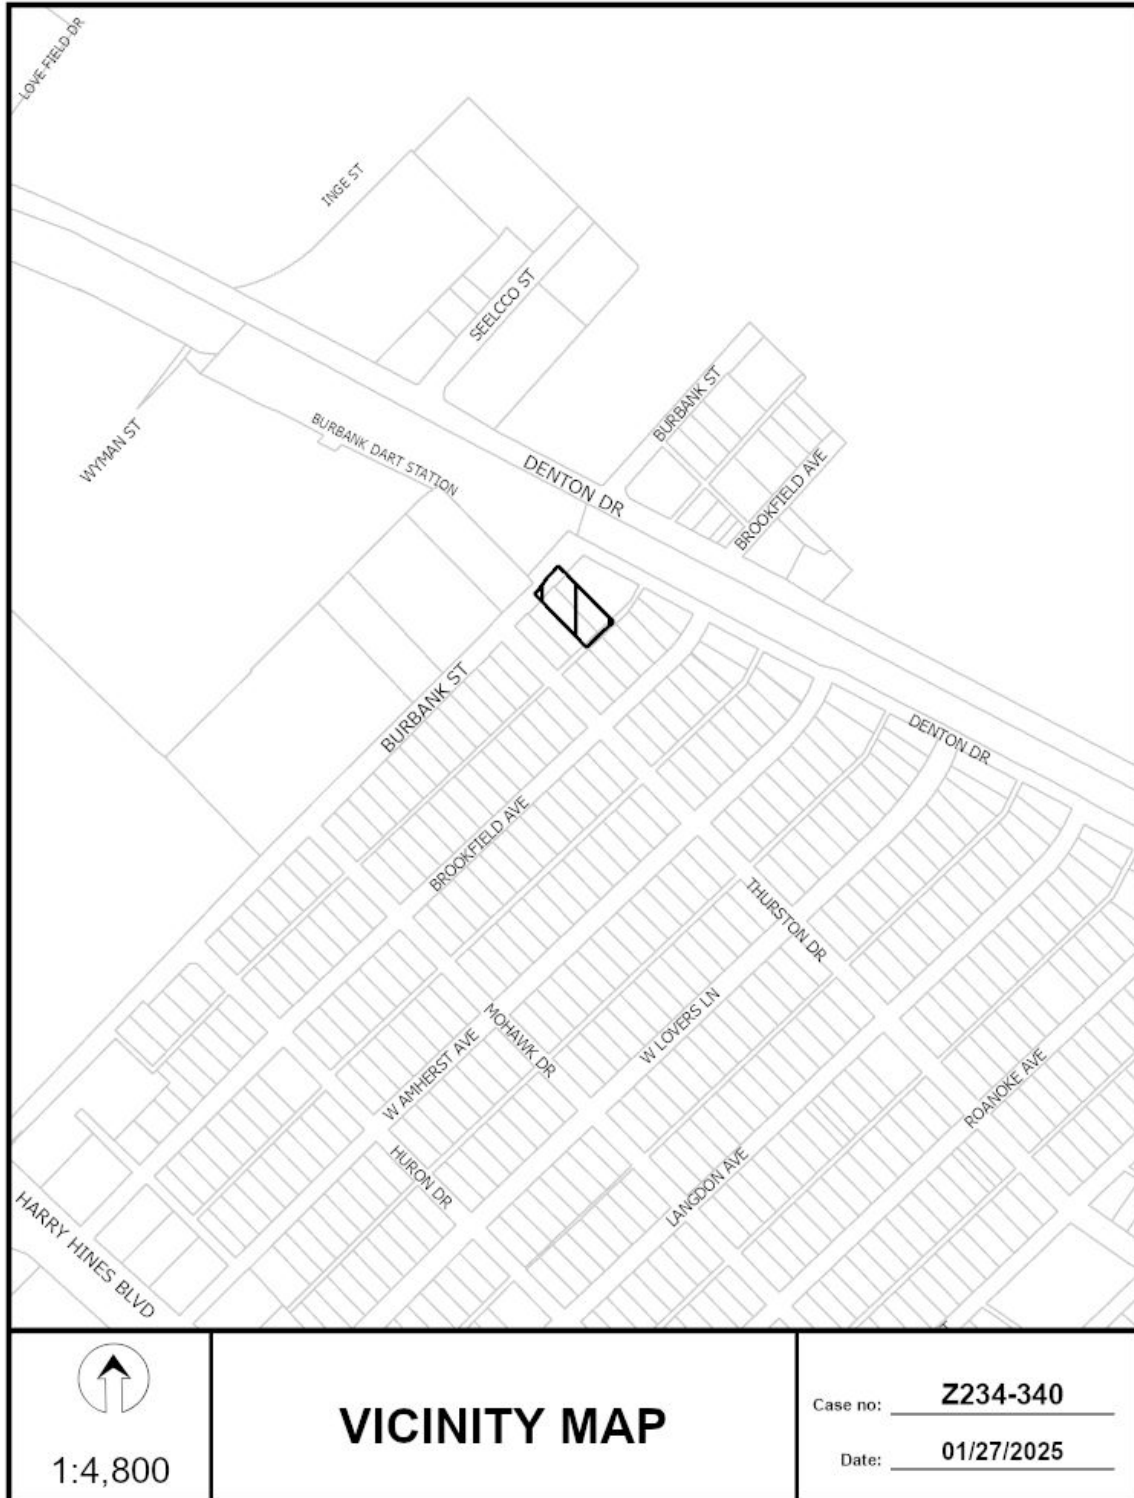 LOVE FIELD DR
INGE ST
SEELCCO ST
BURBANK ST
WYMAN ST
BURBANK DART STATION
DENTON DR
BROOKFIELD AVE
BURBANK ST
DENTON DR
BROOKFIELD AVE
THURSTON DR
MOHAWK DR
W LOVERS LN
W AMHERST AVE
ROANOKE AVE
HURON DR
LANGDON AVE
HARRY HINES BLVD
1:4,800
VICINITY MAP
Case no: Z234-340
Date: 01/27/2025